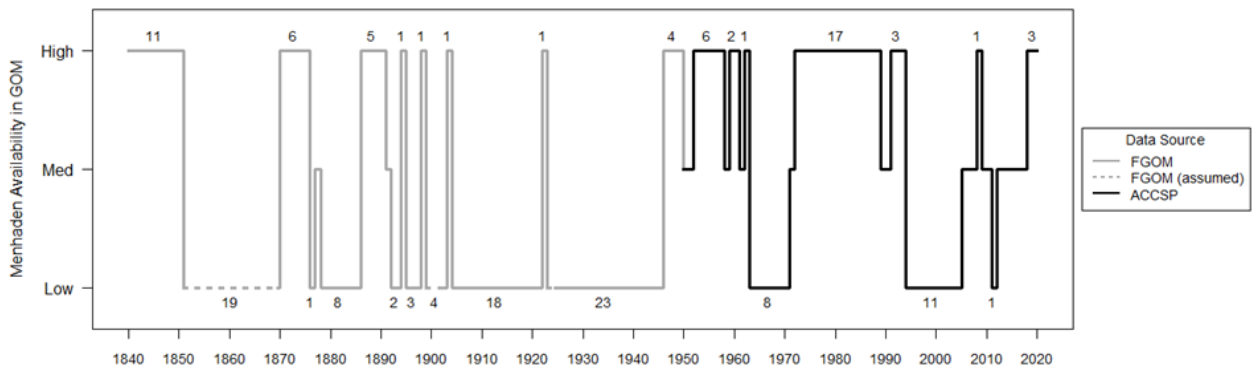 11 6 5 1 1 1 1 4 6 2 1 17 3 1 3
High
Med
Low
19 1 8 2 3 4 18 23 8 11 1
Menhaden Availability in GOM
1840 1850 1860 1870 1880 1890 1900 1910 1920 1930 1940 1950 1960 1970 1980 1990 2000 2010 2020
Data Source
FGOM
FGOM (assumed)
ACCSP